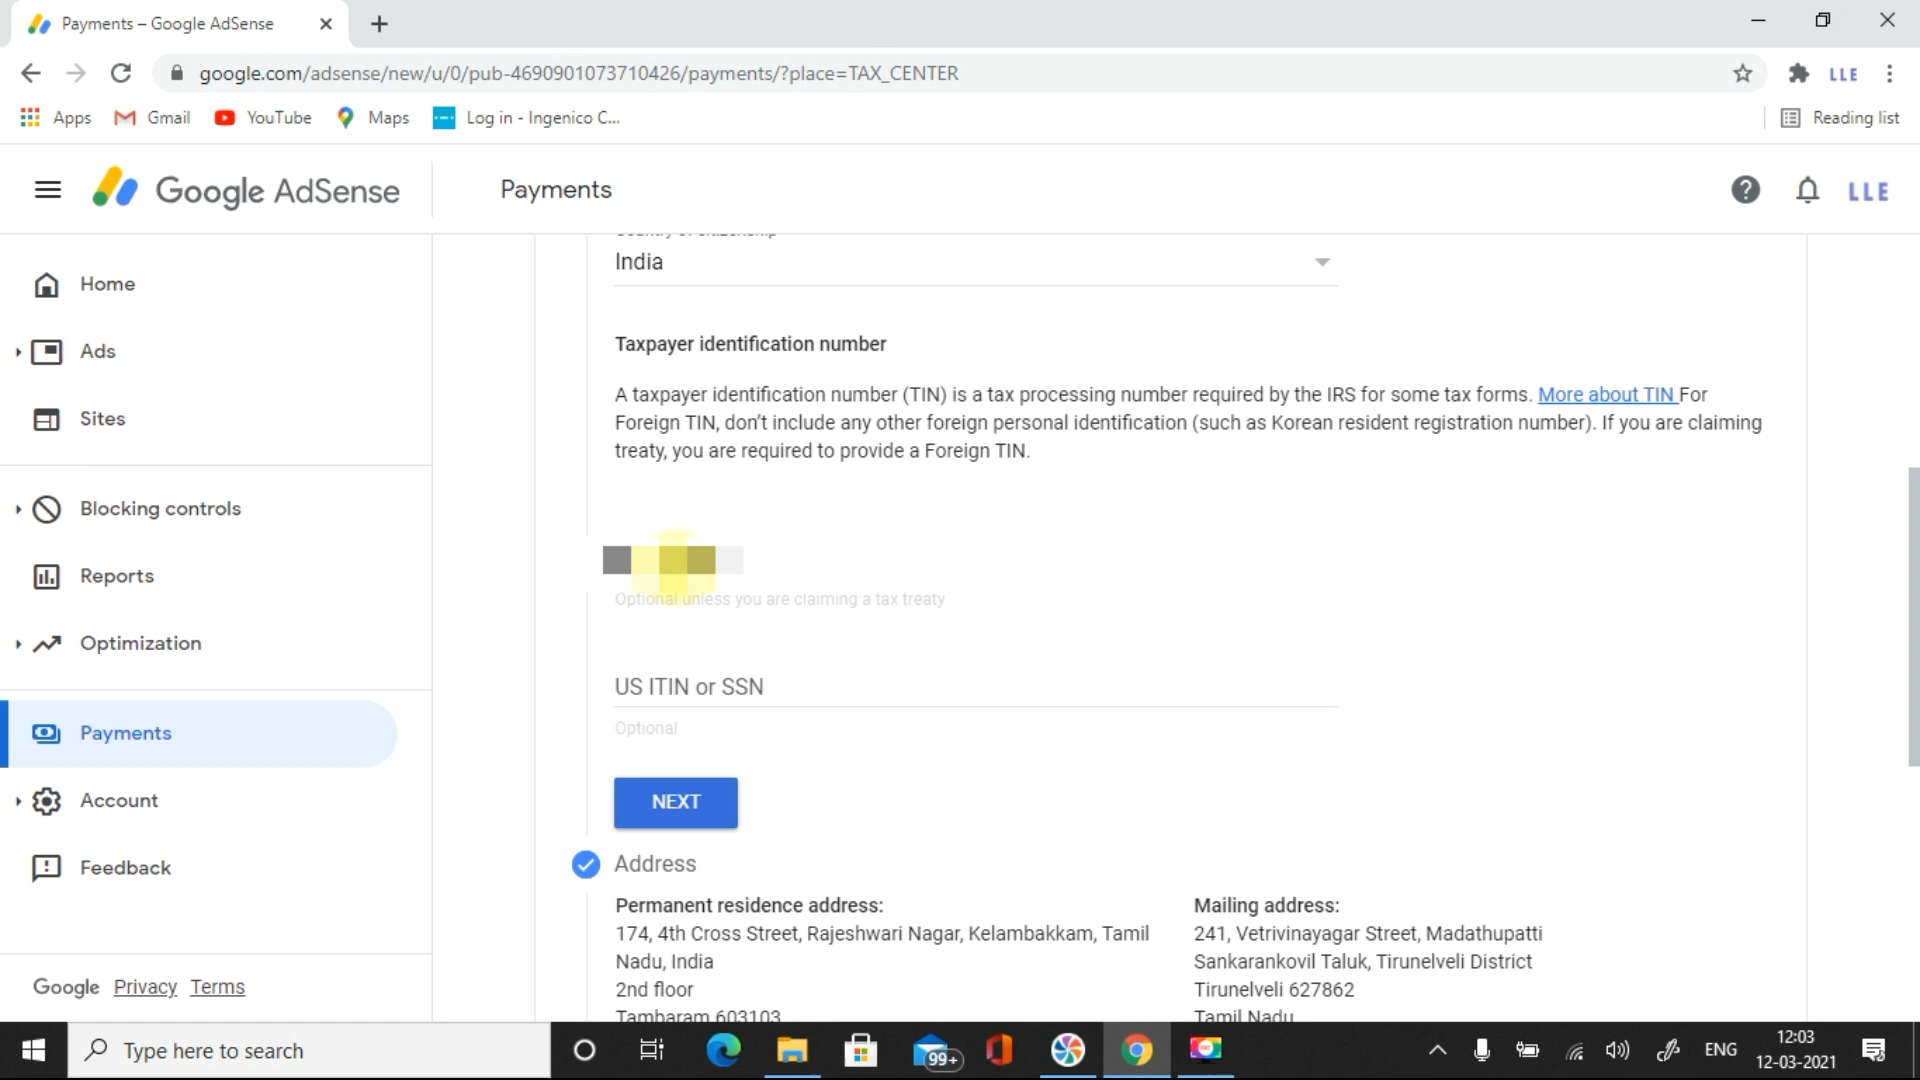 Payments – Google AdSense
google.com/adsense/new/u/0/pub-4690901073710426/payments/?place=TAX_CENTER
LLE
Apps
Gmail
YouTube
Maps
Log in - Ingenico C...
Reading list
Google AdSense
Payments
LLE
Home
Ads
Sites
Blocking controls
Reports
Optimization
Payments
Account
Feedback
Google Privacy Terms
India
Taxpayer identification number
A taxpayer identification number (TIN) is a tax processing number required by the IRS for some tax forms. More about TIN For
Foreign TIN, don't include any other foreign personal identification (such as Korean resident registration number). If you are claiming
treaty, you are required to provide a Foreign TIN.
Optional unless you are claiming a tax treaty
US ITIN or SSN
Optional
NEXT
Address
Permanent residence address:
174, 4th Cross Street, Rajeshwari Nagar, Kelambakkam, Tamil
Nadu, India
2nd floor
Tambaram 603103
Mailing address:
241, Vetrivinayagar Street, Madathupatti
Sankarankovil Taluk, Tirunelveli District
Tirunelveli 627862
Tamil Nadu
Type here to search
99+
ENG
12:03
12-03-2021